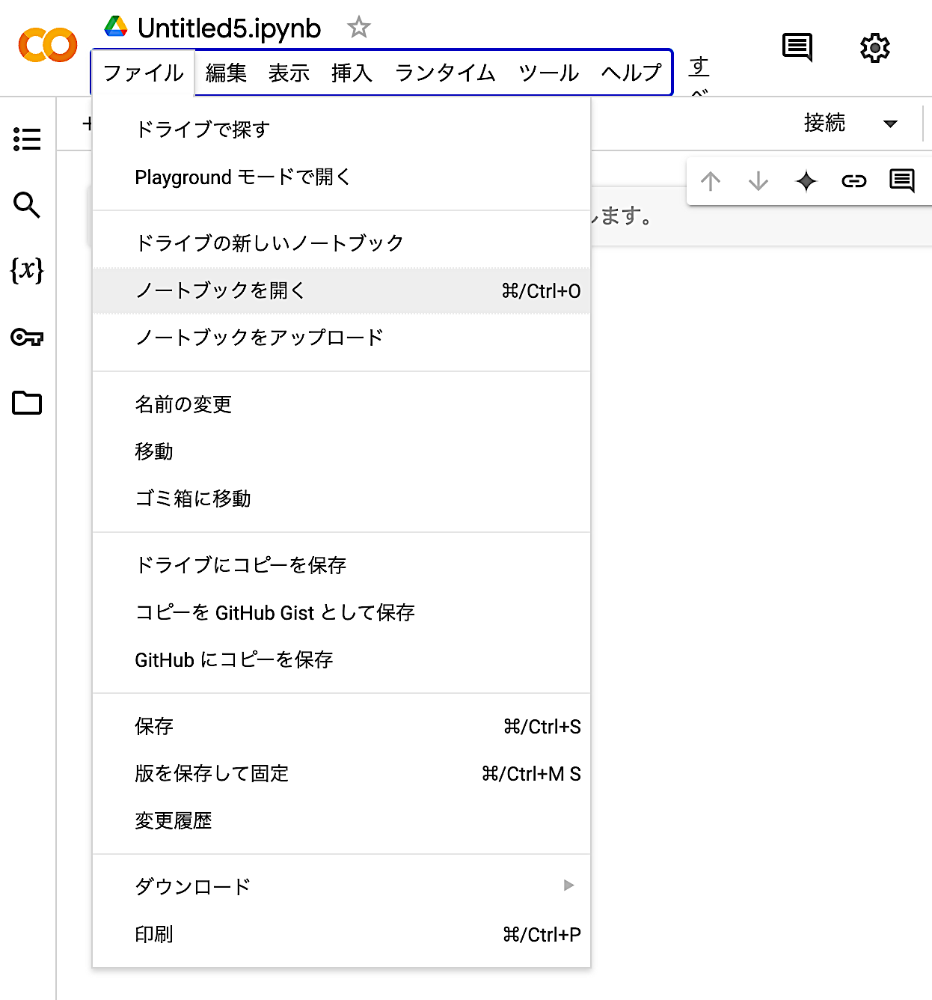 Untitled5.ipynb
ファイル 編集 表示 挿入 ランタイム ツール ヘルプ
す
べ
接続
ドライブで探す
Playground モードで開く
します。
ドライブの新しいノートブック
ノートブックを開く ⌘/Ctrl+O
ノートブックをアップロード
名前の変更
移動
ゴミ箱に移動
ドライブにコピーを保存
コピーを GitHub Gist として保存
GitHub にコピーを保存
保存 ⌘/Ctrl+S
版を保存して固定 ⌘/Ctrl+M S
変更履歴
ダウンロード
印刷 ⌘/Ctrl+P